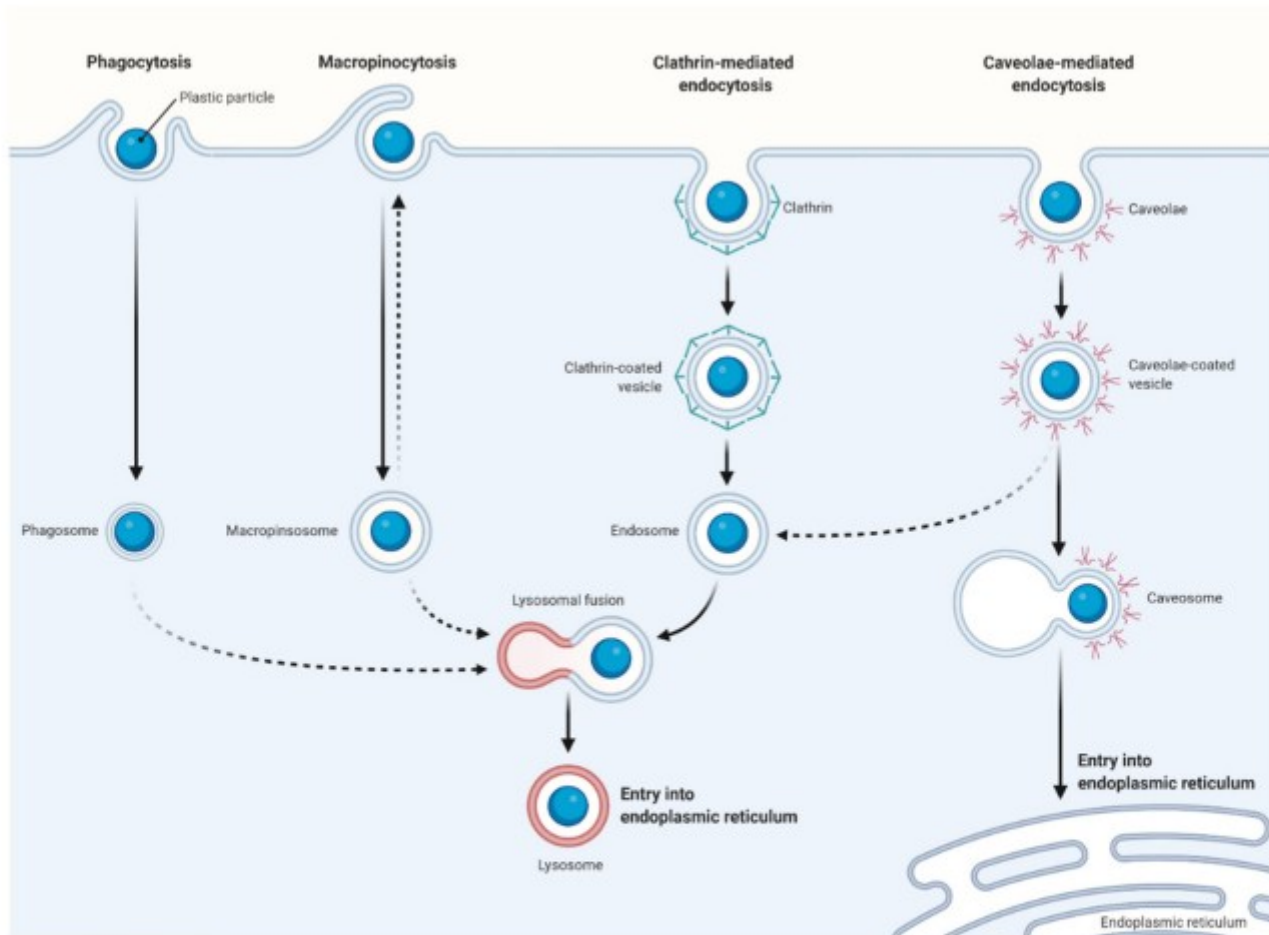 Phagocytosis
Macropinocytosis
Clathrin-mediated
endocytosis
Caveolae-mediated
endocytosis
Plastic particle
Clathrin
Caveolae
Clathrin-coated
vesicle
Caveolae-coated
vesicle
Phagosome
Macropinsosome
Endosome
Lysosomal fusion
Caveosome
Entry into
endoplasmic reticulum
Lysosome
Entry into
endoplasmic reticulum
Endoplasmic reticulum